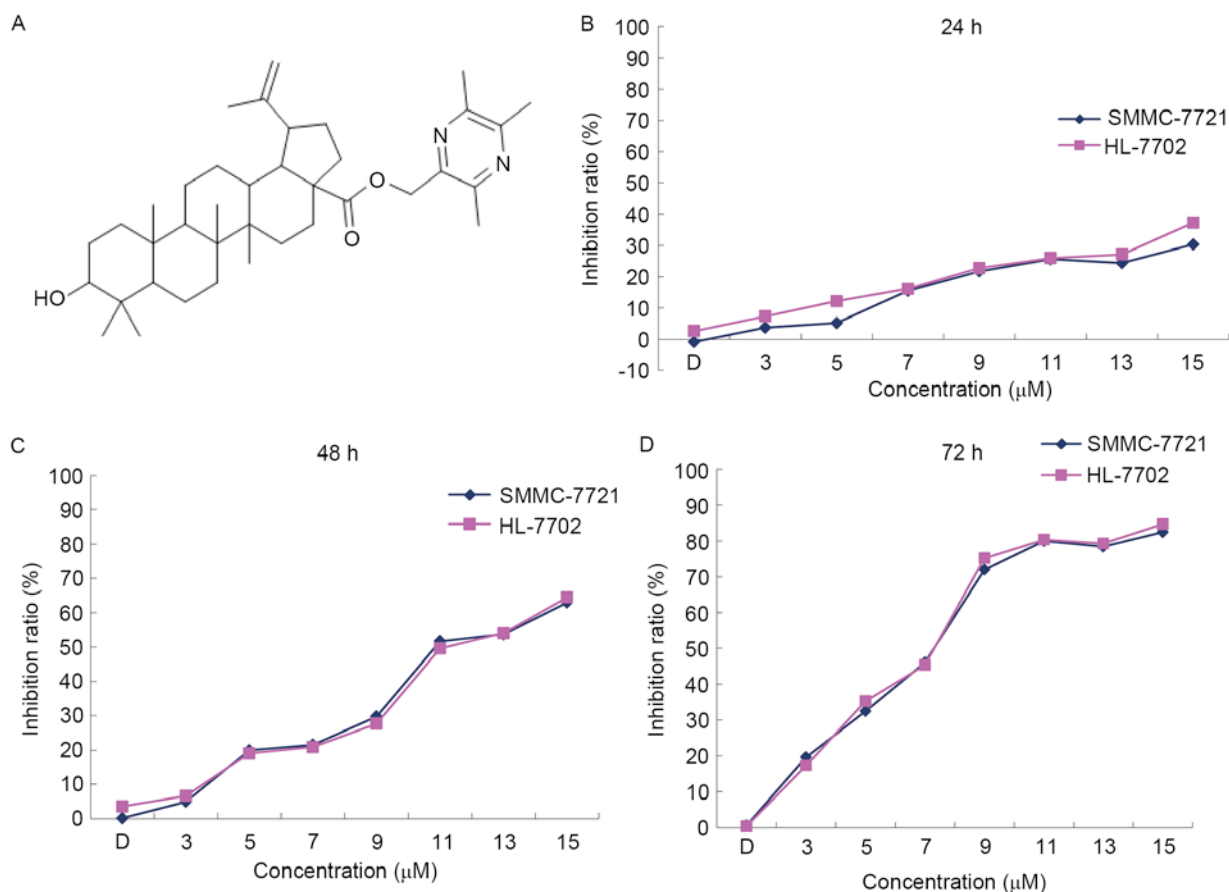 A
HO
O
O
N
N
B
24 h
100
90
80
70
60
50
40
30
20
10
0
-10
Inhibition ratio (%)
SMMC-7721
HL-7702
D 3 5 7 9 11 13 15
Concentration (μM)
C
48 h
100
90
80
70
60
50
40
30
20
10
0
Inhibition ratio (%)
SMMC-7721
HL-7702
D 3 5 7 9 11 13 15
Concentration (μM)
D
72 h
100
90
80
70
60
50
40
30
20
10
0
Inhibition ratio (%)
SMMC-7721
HL-7702
D 3 5 7 9 11 13 15
Concentration (μM)